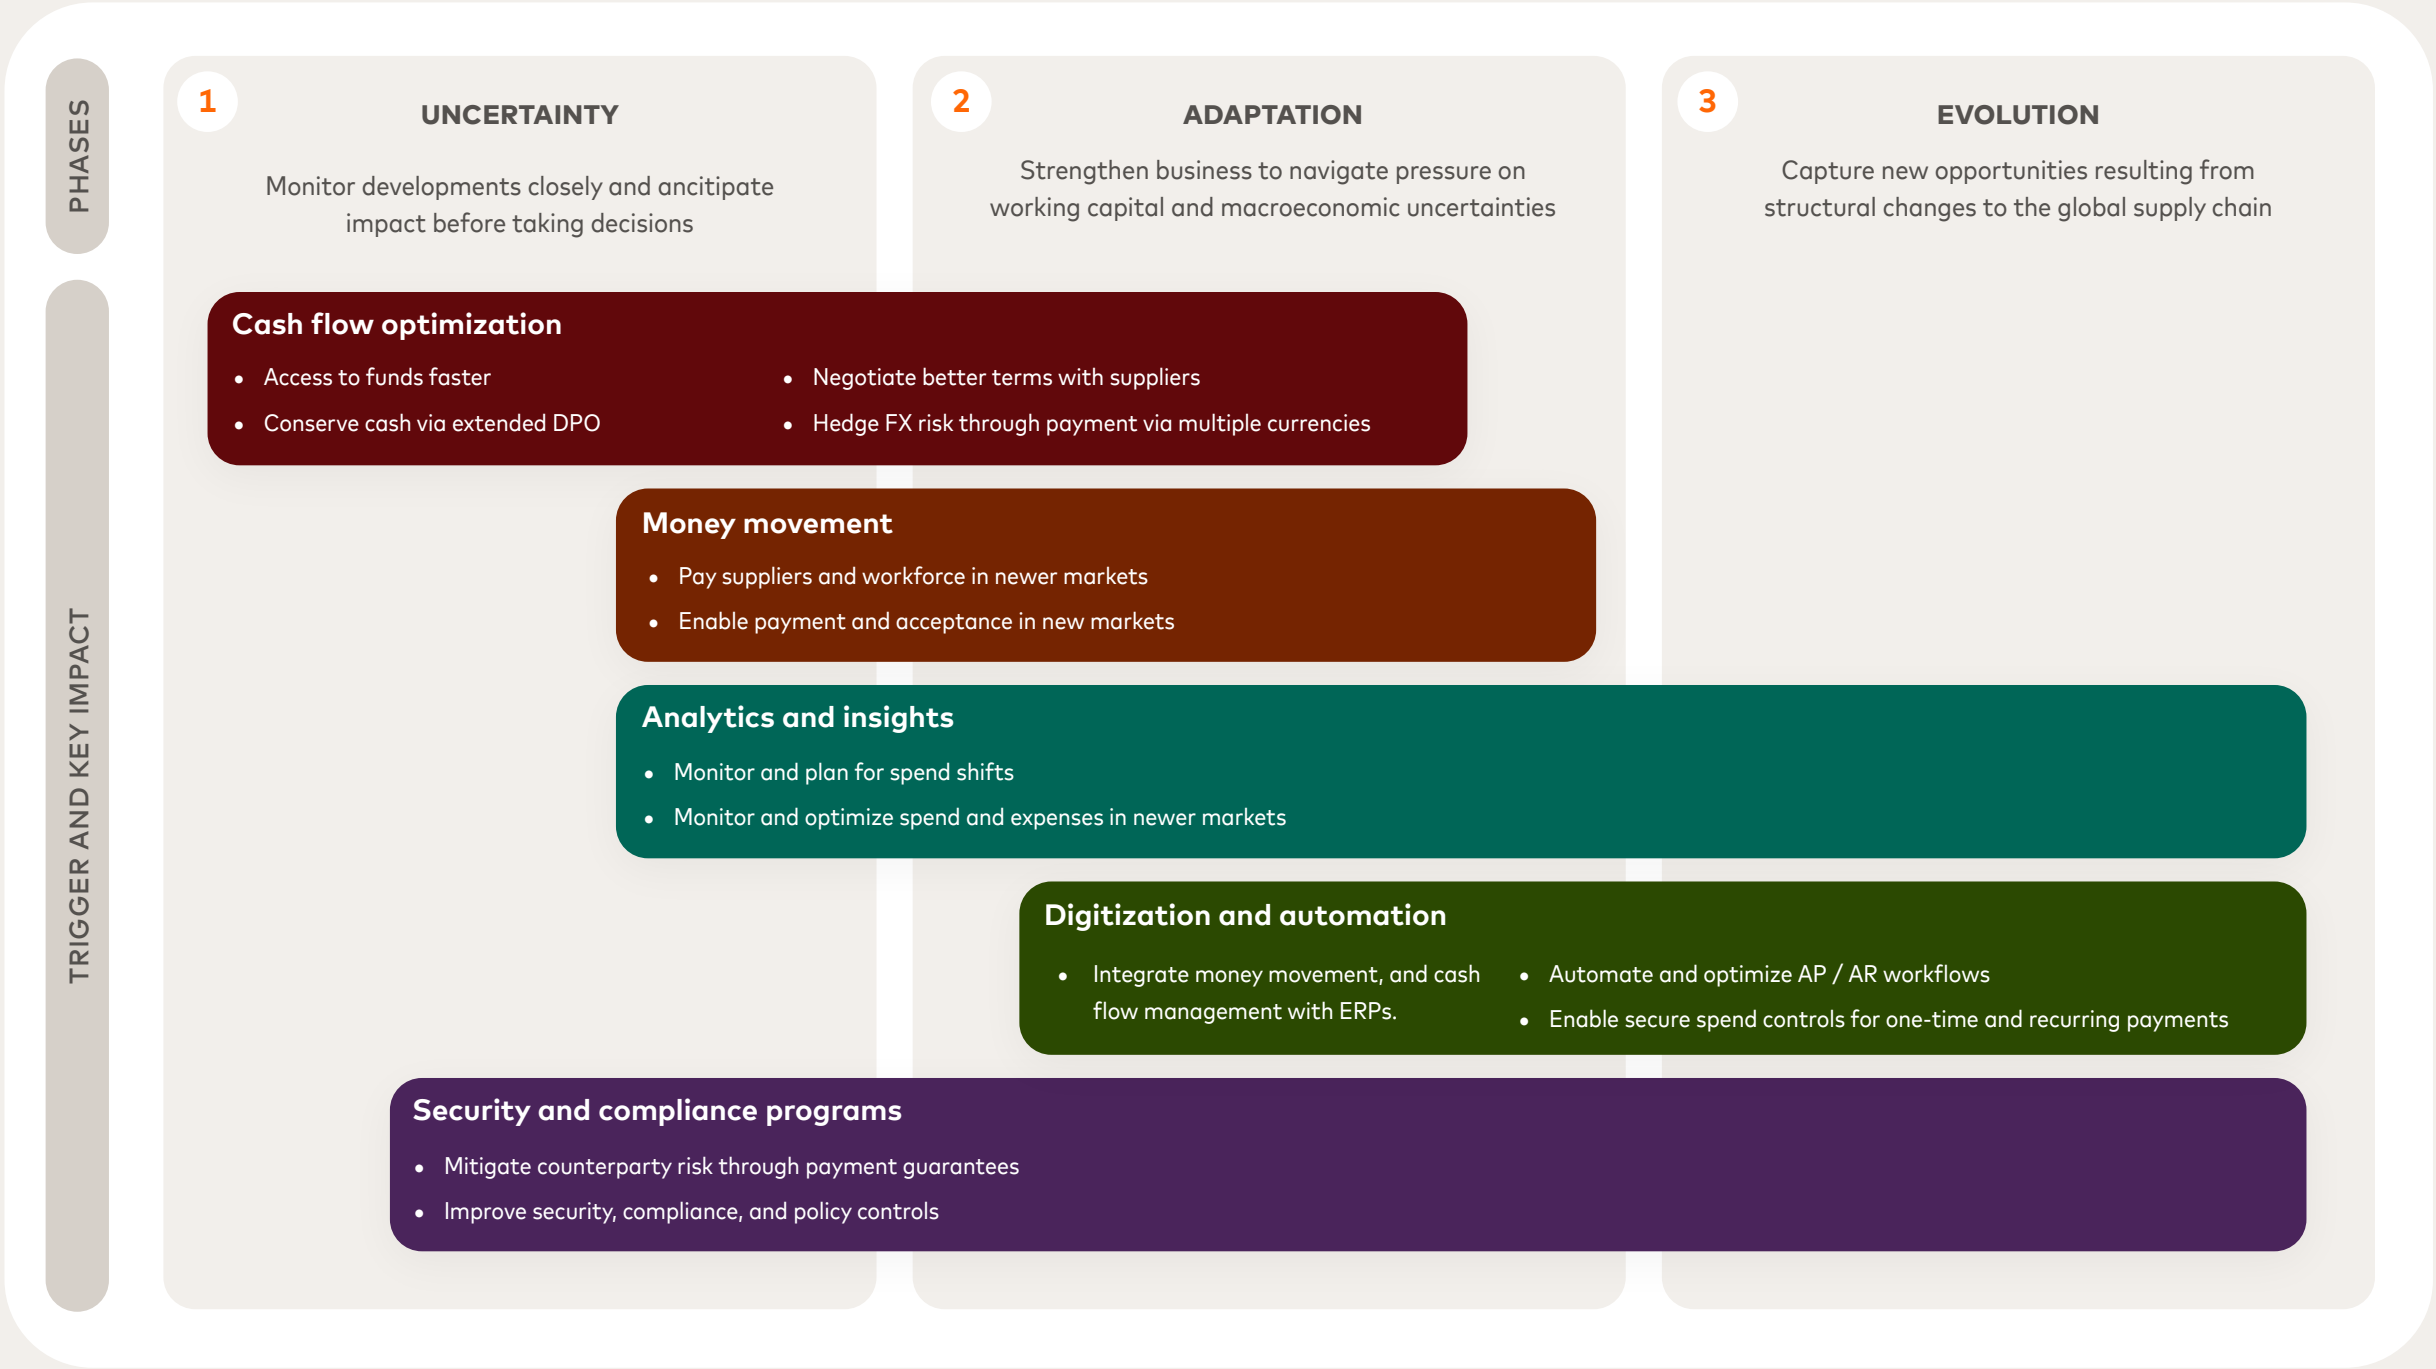 PHASES
1
UNCERTAINTY
Monitor developments closely and ancitipate
impact before taking decisions
2
ADAPTATION
Strengthen business to navigate pressure on
working capital and macroeconomic uncertainties
3
EVOLUTION
Capture new opportunities resulting from
structural changes to the global supply chain
TRIGGER AND KEY IMPACT
Cash flow optimization
• Access to funds faster
• Conserve cash via extended DPO
• Negotiate better terms with suppliers
• Hedge FX risk through payment via multiple currencies
Money movement
• Pay suppliers and workforce in newer markets
• Enable payment and acceptance in new markets
Analytics and insights
• Monitor and plan for spend shifts
• Monitor and optimize spend and expenses in newer markets
Digitization and automation
• Integrate money movement, and cash
flow management with ERPs.
• Automate and optimize AP / AR workflows
• Enable secure spend controls for one-time and recurring payments
Security and compliance programs
• Mitigate counterparty risk through payment guarantees
• Improve security, compliance, and policy controls